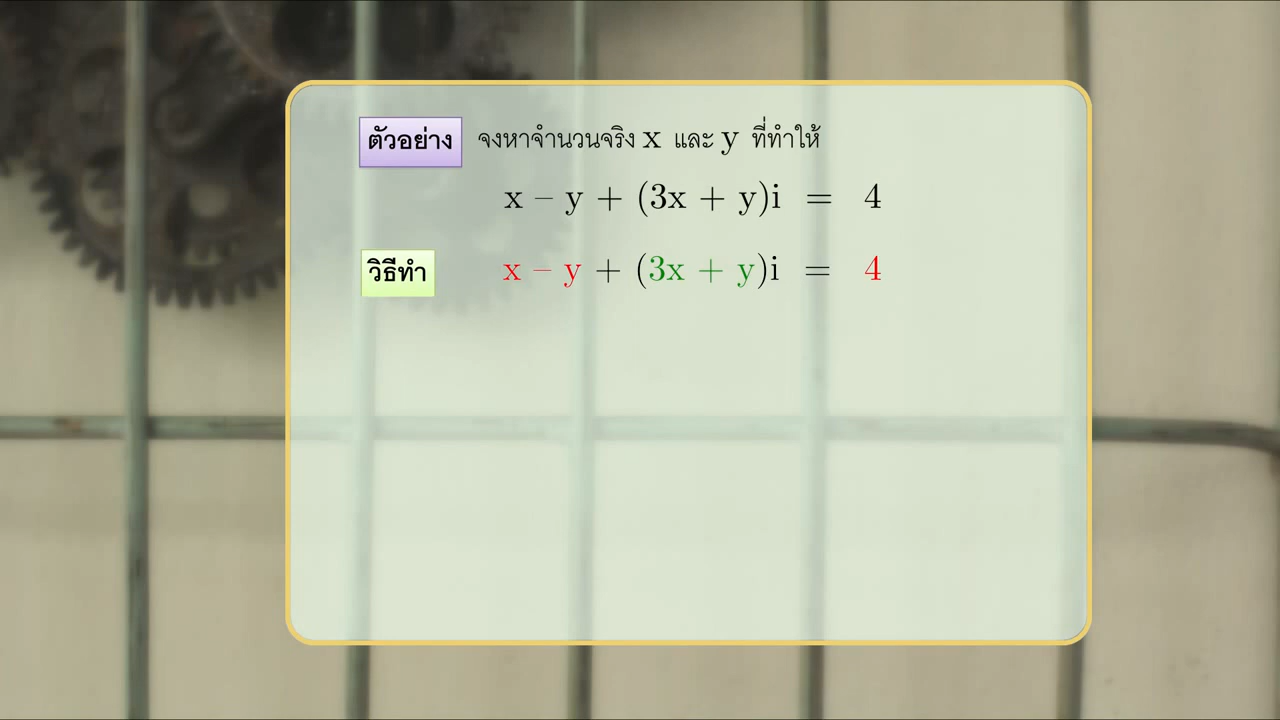 ตัวอย่าง จงหาจำนวนจริง x และ y ที่ทำให้
x – y + (3x + y)i = 4
วิธีทำ x – y + (3x + y)i = 4